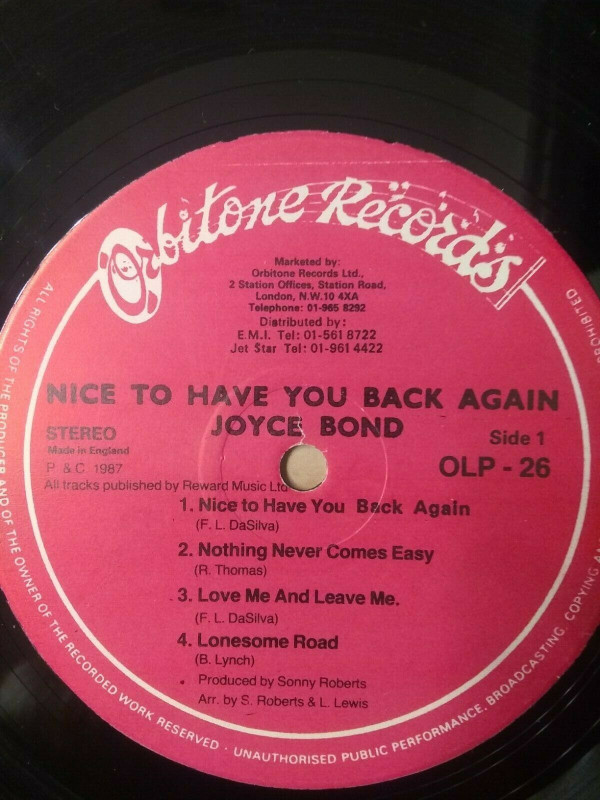 Orbitone Records
Marketed by:
Orbitone Records Ltd.,
2 Station Offices, Station Road,
London, N.W.10 4XA
Telephone: 01-965 8292
Distributed by:
E.M.I. Tel: 01-561 8722
Jet Star Tel: 01-961 4422
NICE TO HAVE YOU BACK AGAIN
JOYCE BOND
STEREO
Made in England
P & C 1987
Side 1
OLP - 26
All tracks published by Reward Music Ltd
1. Nice to Have You Back Again
(F. L. DaSilva)
2. Nothing Never Comes Easy
(R. Thomas)
3. Love Me And Leave Me.
(F. L. DaSilva)
4. Lonesome Road
(B. Lynch)
Produced by Sonny Roberts
Arr. by S. Roberts & L. Lewis
ALL RIGHTS OF THE PRODUCER AND OF THE OWNER OF THE RECORDED WORK RESERVED · UNAUTHORISED PUBLIC PERFORMANCE, BROADCASTING, COPYING AN PROHIBITED